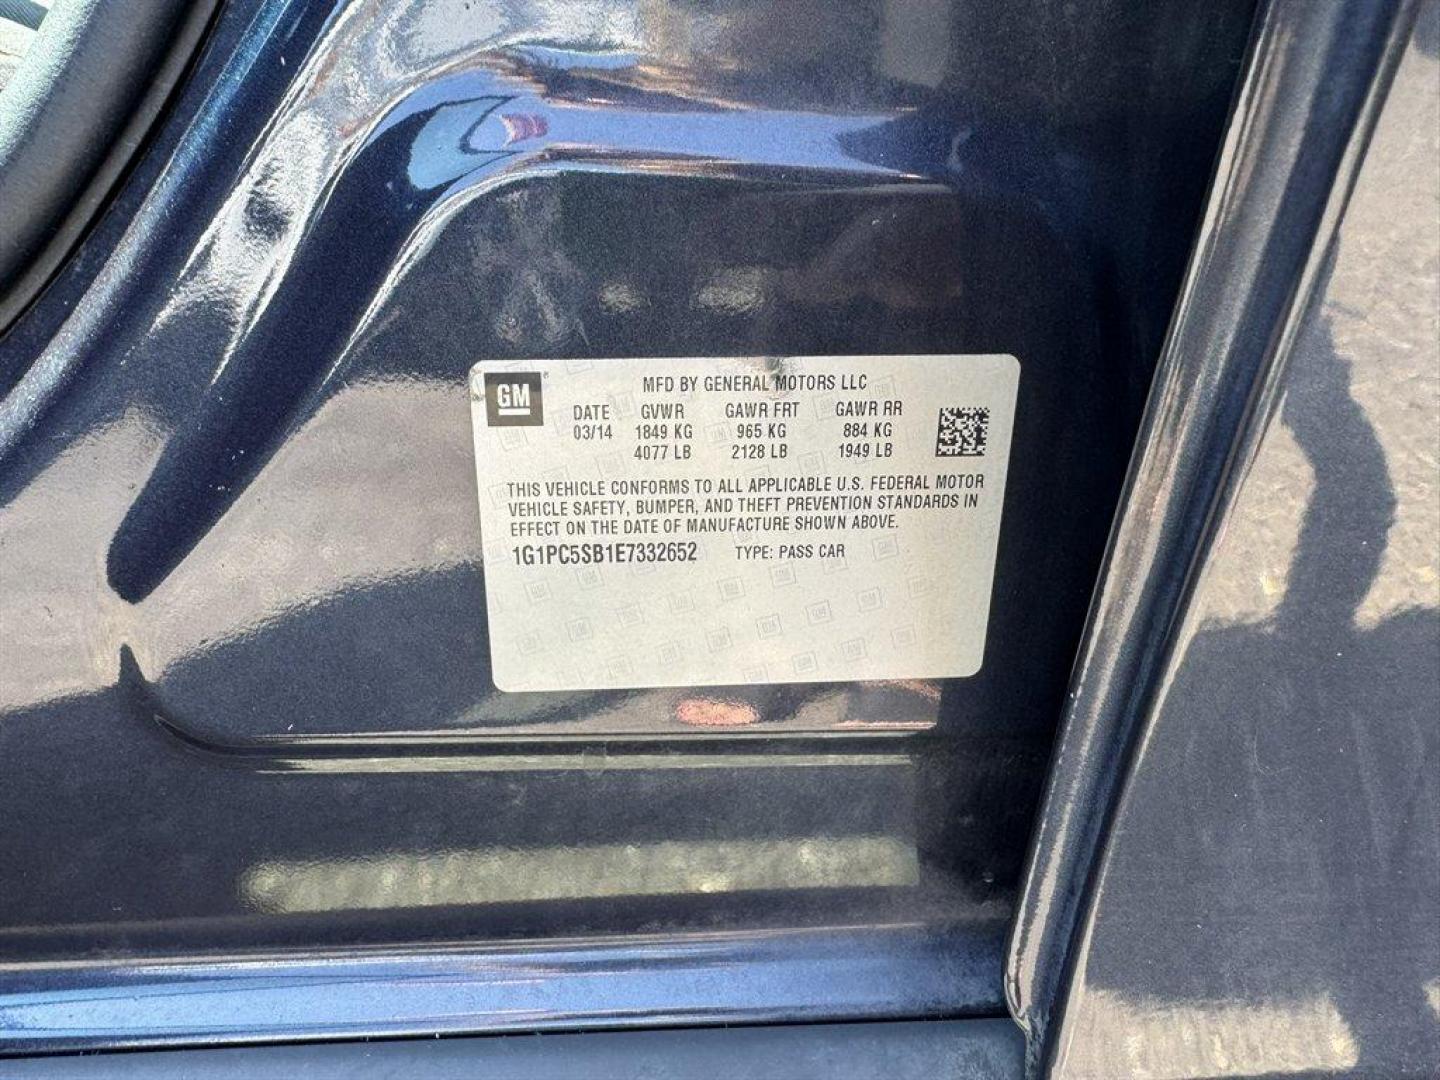 GM ®
MFD BY GENERAL MOTORS LLC
DATE GVWR GAWR FRT GAWR RR
03/14 1849 KG 965 KG 884 KG
4077 LB 2128 LB 1949 LB
THIS VEHICLE CONFORMS TO ALL APPLICABLE U.S. FEDERAL MOTOR
VEHICLE SAFETY, BUMPER, AND THEFT PREVENTION STANDARDS IN
EFFECT ON THE DATE OF MANUFACTURE SHOWN ABOVE.
1G1PC5SB1E7332652 TYPE: PASS CAR